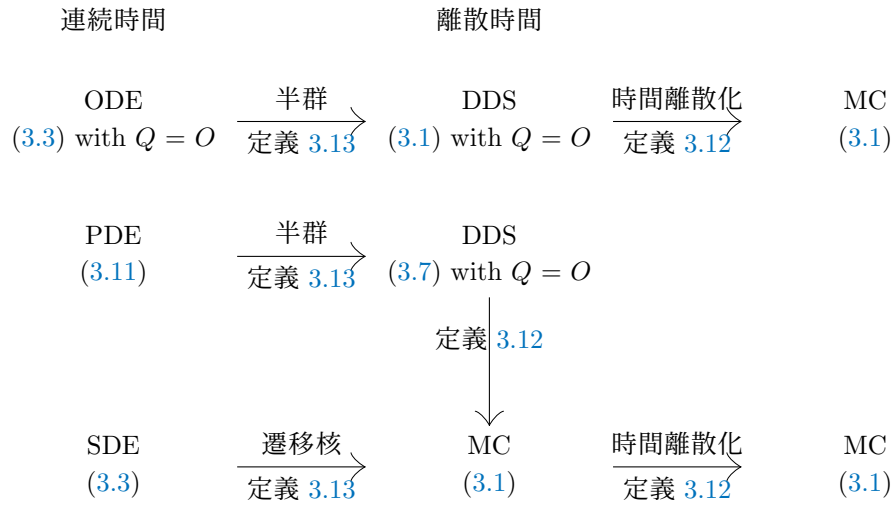 連続時間 離散時間
ODE 半群 DDS 時間離散化 MC
(3.3) with Q = O 定義 3.13 (3.1) with Q = O 定義 3.12 (3.1)
PDE 半群 DDS
(3.11) 定義 3.13 (3.7) with Q = O
定義 3.12
SDE 遷移核 MC 時間離散化 MC
(3.3) 定義 3.13 (3.1) 定義 3.12 (3.1)